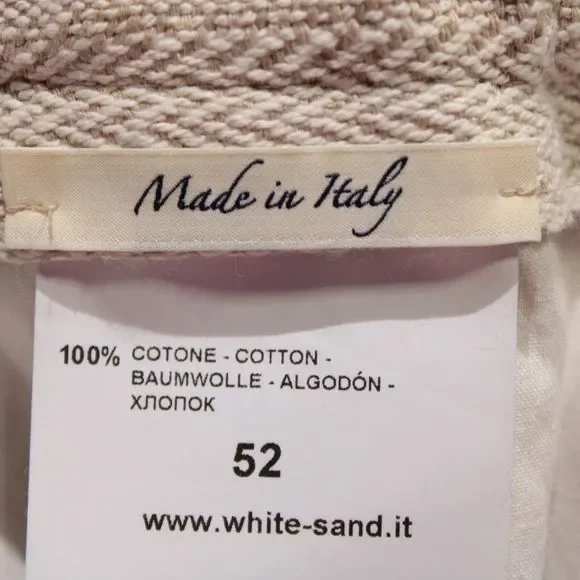 Made in Italy
100% COTONE - COTTON -
BAUMWOLLE - ALGODÓN -
ХЛОПОК
52
www.white-sand.it